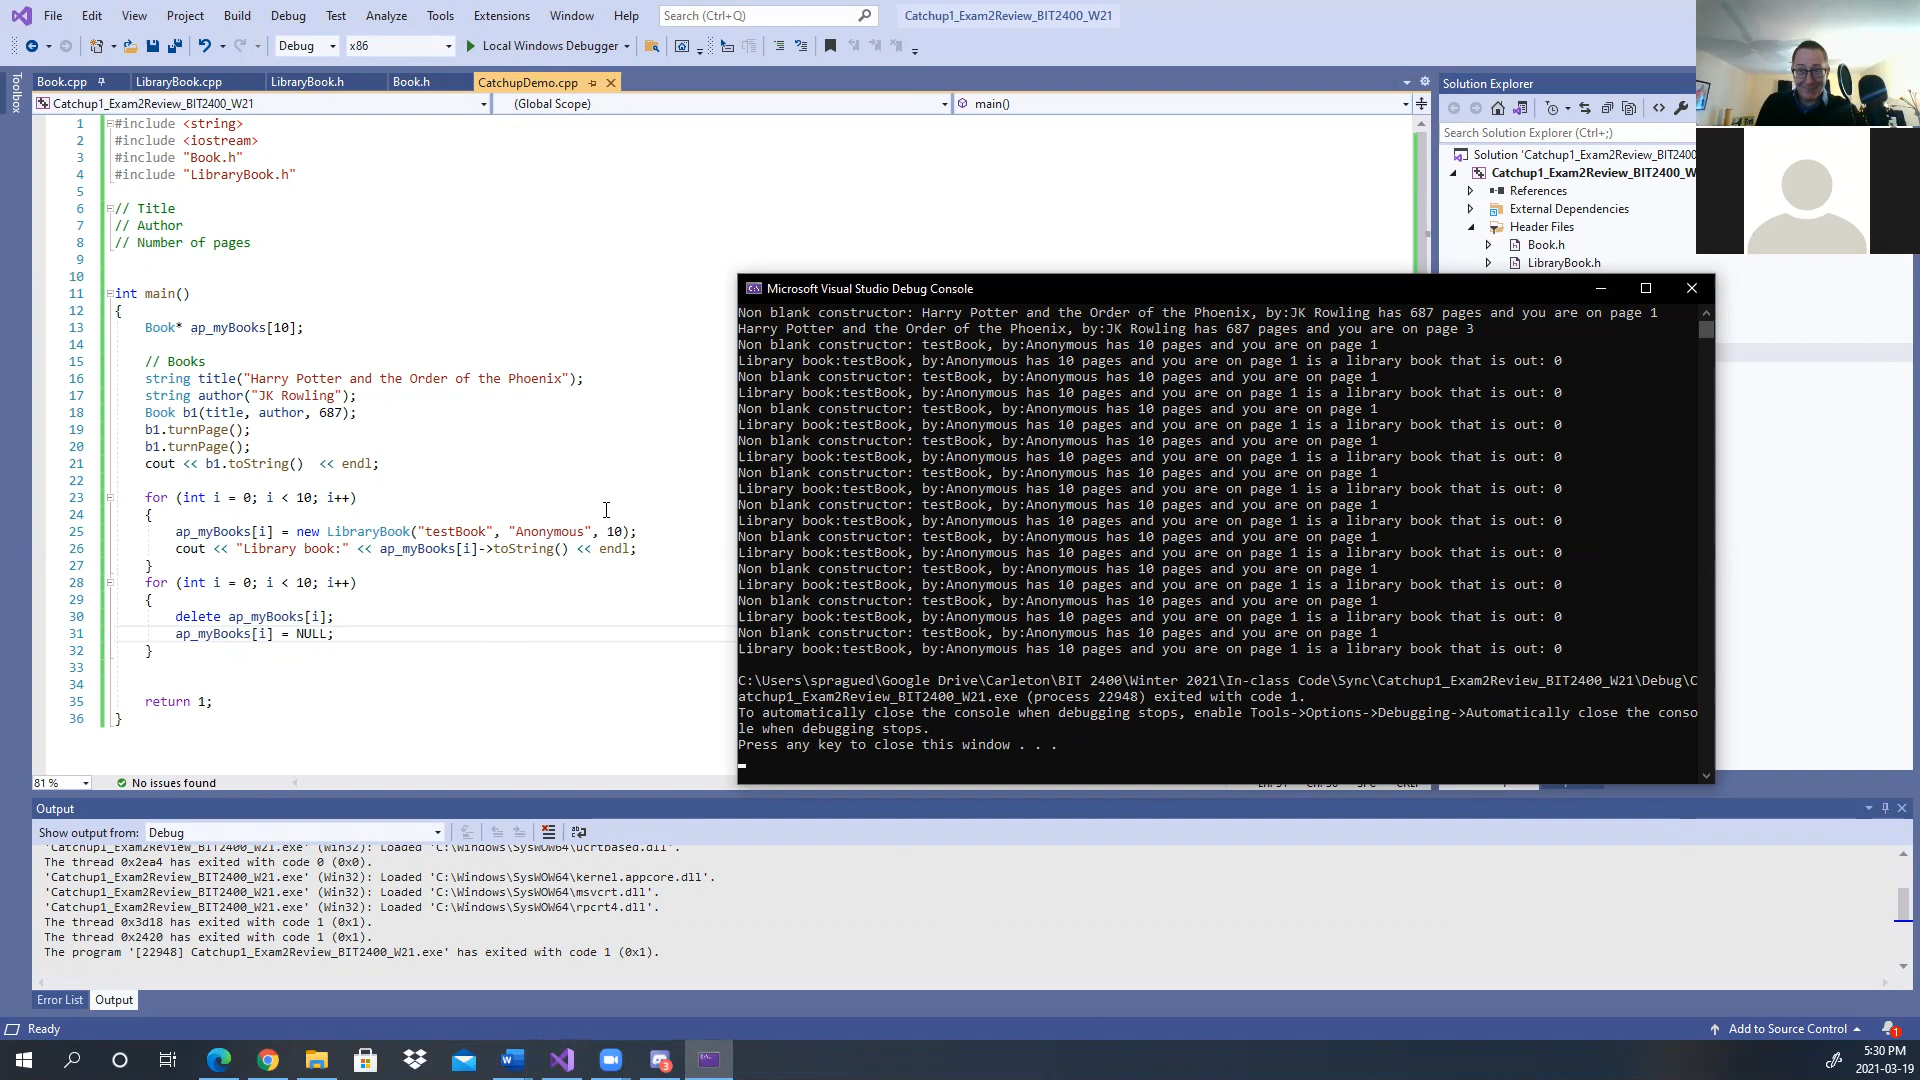 File Edit View Project Build Debug Test Analyze Tools Extensions Window Help Search (Ctrl+Q) Catchup1_Exam2Review_BIT2400_W21
Debug x86 Local Windows Debugger
Toolbox
Book.cpp LibraryBook.cpp LibraryBook.h Book.h CatchupDemo.cpp
Catchup1_Exam2Review_BIT2400_W21 (Global Scope) main()
1 #include <string>
2 #include <iostream>
3 #include "Book.h"
4 #include "LibraryBook.h"
5
6 // Title
7 // Author
8 // Number of pages
9
10
11 int main()
12 {
13 Book* ap_myBooks[10];
14
15 // Books
16 string title("Harry Potter and the Order of the Phoenix");
17 string author("JK Rowling");
18 Book b1(title, author, 687);
19 b1.turnPage();
20 b1.turnPage();
21 cout << b1.toString() << endl;
22
23 for (int i = 0; i < 10; i++)
24 {
25 ap_myBooks[i] = new LibraryBook("testBook", "Anonymous", 10);
26 cout << "Library book:" << ap_myBooks[i]->toString() << endl;
27 }
28 for (int i = 0; i < 10; i++)
29 {
30 delete ap_myBooks[i];
31 ap_myBooks[i] = NULL;
32 }
33
34
35 return 1;
36 }
81 % No issues found
Solution Explorer
Search Solution Explorer (Ctrl+;)
Solution 'Catchup1_Exam2Review_BIT2400
Catchup1_Exam2Review_BIT2400_W
References
External Dependencies
Header Files
Book.h
LibraryBook.h
Microsoft Visual Studio Debug Console
Non blank constructor: Harry Potter and the Order of the Phoenix, by:JK Rowling has 687 pages and you are on page 1
Harry Potter and the Order of the Phoenix, by:JK Rowling has 687 pages and you are on page 3
Non blank constructor: testBook, by:Anonymous has 10 pages and you are on page 1
Library book:testBook, by:Anonymous has 10 pages and you are on page 1 is a library book that is out: 0
Non blank constructor: testBook, by:Anonymous has 10 pages and you are on page 1
Library book:testBook, by:Anonymous has 10 pages and you are on page 1 is a library book that is out: 0
Non blank constructor: testBook, by:Anonymous has 10 pages and you are on page 1
Library book:testBook, by:Anonymous has 10 pages and you are on page 1 is a library book that is out: 0
Non blank constructor: testBook, by:Anonymous has 10 pages and you are on page 1
Library book:testBook, by:Anonymous has 10 pages and you are on page 1 is a library book that is out: 0
Non blank constructor: testBook, by:Anonymous has 10 pages and you are on page 1
Library book:testBook, by:Anonymous has 10 pages and you are on page 1 is a library book that is out: 0
Non blank constructor: testBook, by:Anonymous has 10 pages and you are on page 1
Library book:testBook, by:Anonymous has 10 pages and you are on page 1 is a library book that is out: 0
Non blank constructor: testBook, by:Anonymous has 10 pages and you are on page 1
Library book:testBook, by:Anonymous has 10 pages and you are on page 1 is a library book that is out: 0
Non blank constructor: testBook, by:Anonymous has 10 pages and you are on page 1
Library book:testBook, by:Anonymous has 10 pages and you are on page 1 is a library book that is out: 0
Non blank constructor: testBook, by:Anonymous has 10 pages and you are on page 1
Library book:testBook, by:Anonymous has 10 pages and you are on page 1 is a library book that is out: 0
Non blank constructor: testBook, by:Anonymous has 10 pages and you are on page 1
Library book:testBook, by:Anonymous has 10 pages and you are on page 1 is a library book that is out: 0
C:\Users\spragued\Google Drive\Carleton\BIT 2400\Winter 2021\In-class Code\Sync\Catchup1_Exam2Review_BIT2400_W21\Debug\C
atchup1_Exam2Review_BIT2400_W21.exe (process 22948) exited with code 1.
To automatically close the console when debugging stops, enable Tools->Options->Debugging->Automatically close the conso
le when debugging stops.
Press any key to close this window . . .
Output
Show output from: Debug
'Catchup1_Exam2Review_BIT2400_W21.exe' (Win32): Loaded 'C:\Windows\SysWOW64\ucrtbased.dll'.
The thread 0x2ea4 has exited with code 0 (0x0).
'Catchup1_Exam2Review_BIT2400_W21.exe' (Win32): Loaded 'C:\Windows\SysWOW64\kernel.appcore.dll'.
'Catchup1_Exam2Review_BIT2400_W21.exe' (Win32): Loaded 'C:\Windows\SysWOW64\msvcrt.dll'.
'Catchup1_Exam2Review_BIT2400_W21.exe' (Win32): Loaded 'C:\Windows\SysWOW64\rpcrt4.dll'.
The thread 0x3d18 has exited with code 1 (0x1).
The thread 0x2420 has exited with code 1 (0x1).
The program '[22948] Catchup1_Exam2Review_BIT2400_W21.exe' has exited with code 1 (0x1).
Error List Output
Ready Add to Source Control 1
3
5:30 PM
2021-03-19